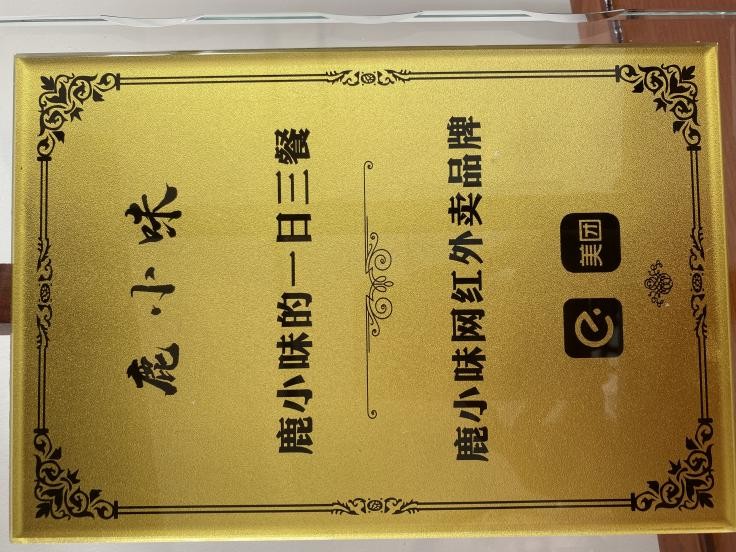 鹿小味
鹿小味的一日三餐
鹿小味网红外卖品牌
美团